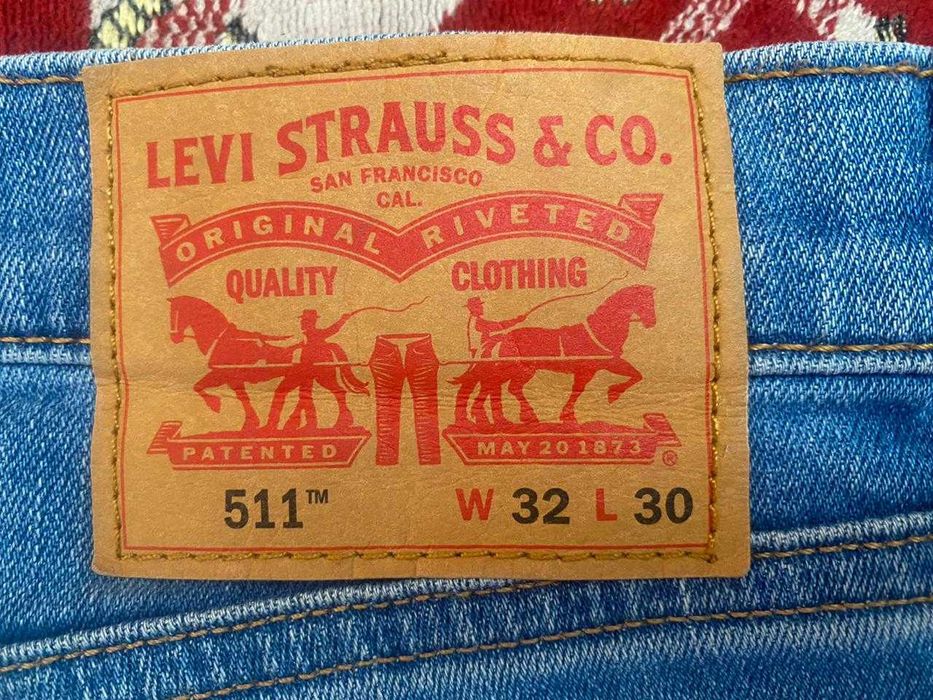 LEVI STRAUSS & CO.
SAN FRANCISCO
CAL.
ORIGINAL RIVETED
QUALITY CLOTHING
PATENTED MAY 20 1873 ®
511™ W 32 L 30